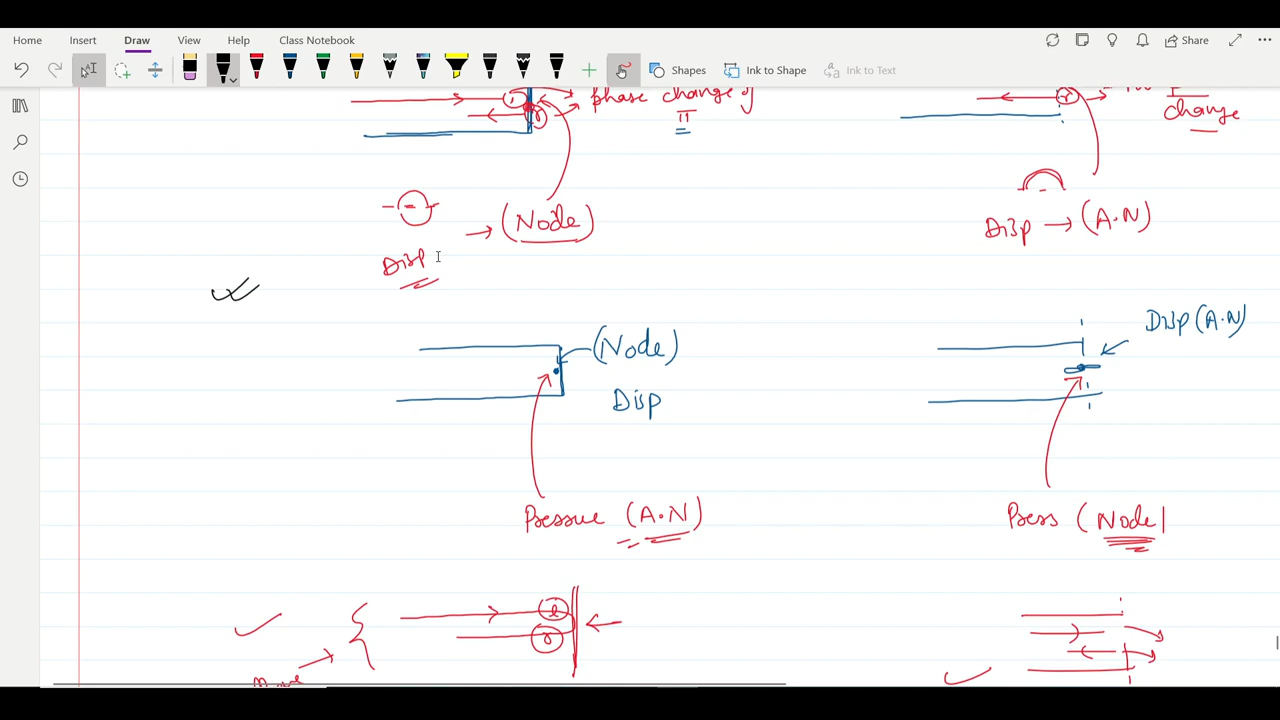 Home Insert Draw View Help Class Notebook Share
Shapes Ink to Shape Ink to Text
i phase change of
π
r
r
change
→ (Node)
Disp
Disp → (A·N)
(Node)
Disp
Disp (A·N)
Pressure (A·N)
Press (Node)
i
r